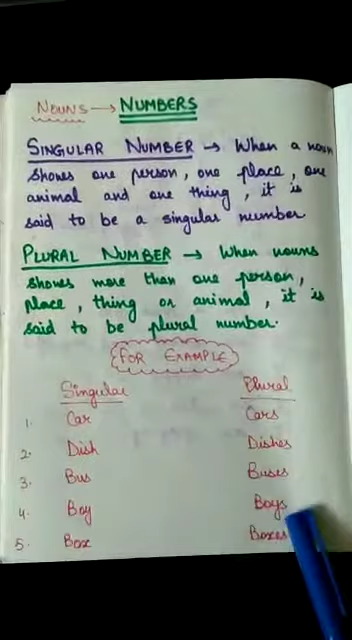 NOUNS → NUMBERS
SINGULAR NUMBER → When a noun
shows one person, one place, one
animal and one thing, it is
said to be a singular number
PLURAL NUMBER → When nouns
shows more than one person,
place, thing or animal, it is
said to be plural number.
FOR EXAMPLE
Singular Plural
1. Car Cars
2. Dish Dishes
3. Bus Buses
4. Boy Boys
5. Box Boxes